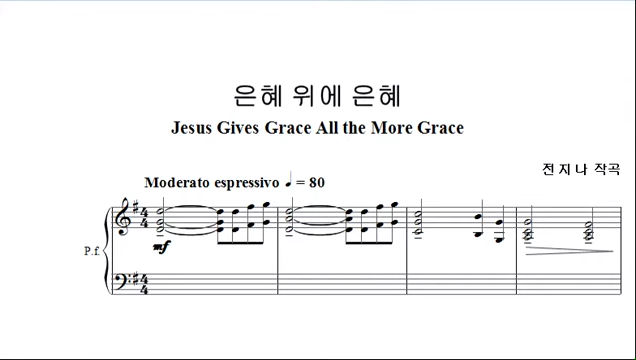 은혜 위에 은혜
Jesus Gives Grace All the More Grace
전 지 나 작곡
Moderato espressivo ♩ = 80
P.f.
mf